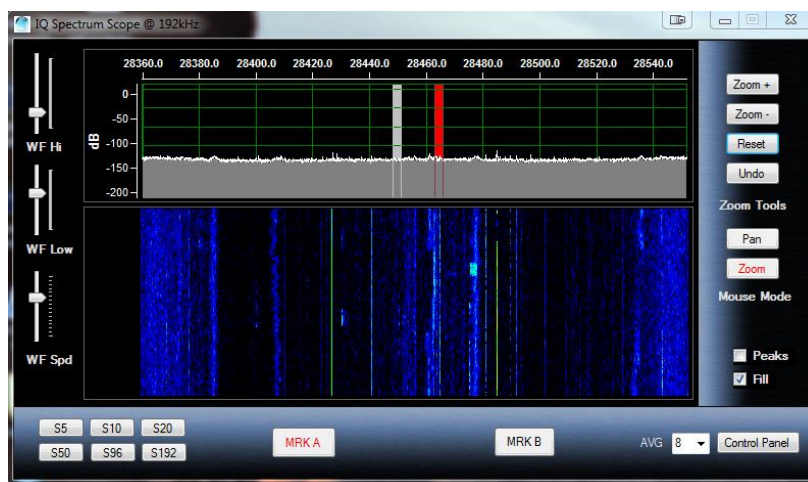 IQ Spectrum Scope @ 192kHz
28360.0 28380.0 28400.0 28420.0 28440.0 28460.0 28480.0 28500.0 28520.0 28540.0
0-
-50-
-100-
-150-
-200-
dB
WF Hi
WF Low
WF Spd
Zoom +
Zoom -
Reset
Undo
Zoom Tools
Pan
Zoom
Mouse Mode
Peaks
Fill
S5 S10 S20
S50 S96 S192
MRK A
MRK B
AVG 8
Control Panel